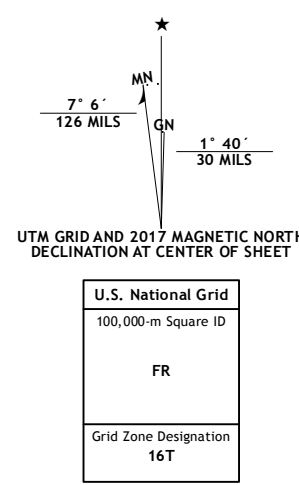 ★
MN
7° 6´
126 MILS
GN
1° 40´
30 MILS
UTM GRID AND 2017 MAGNETIC NORTH
DECLINATION AT CENTER OF SHEET
U.S. National Grid
100,000-m Square ID
FR
Grid Zone Designation
16T